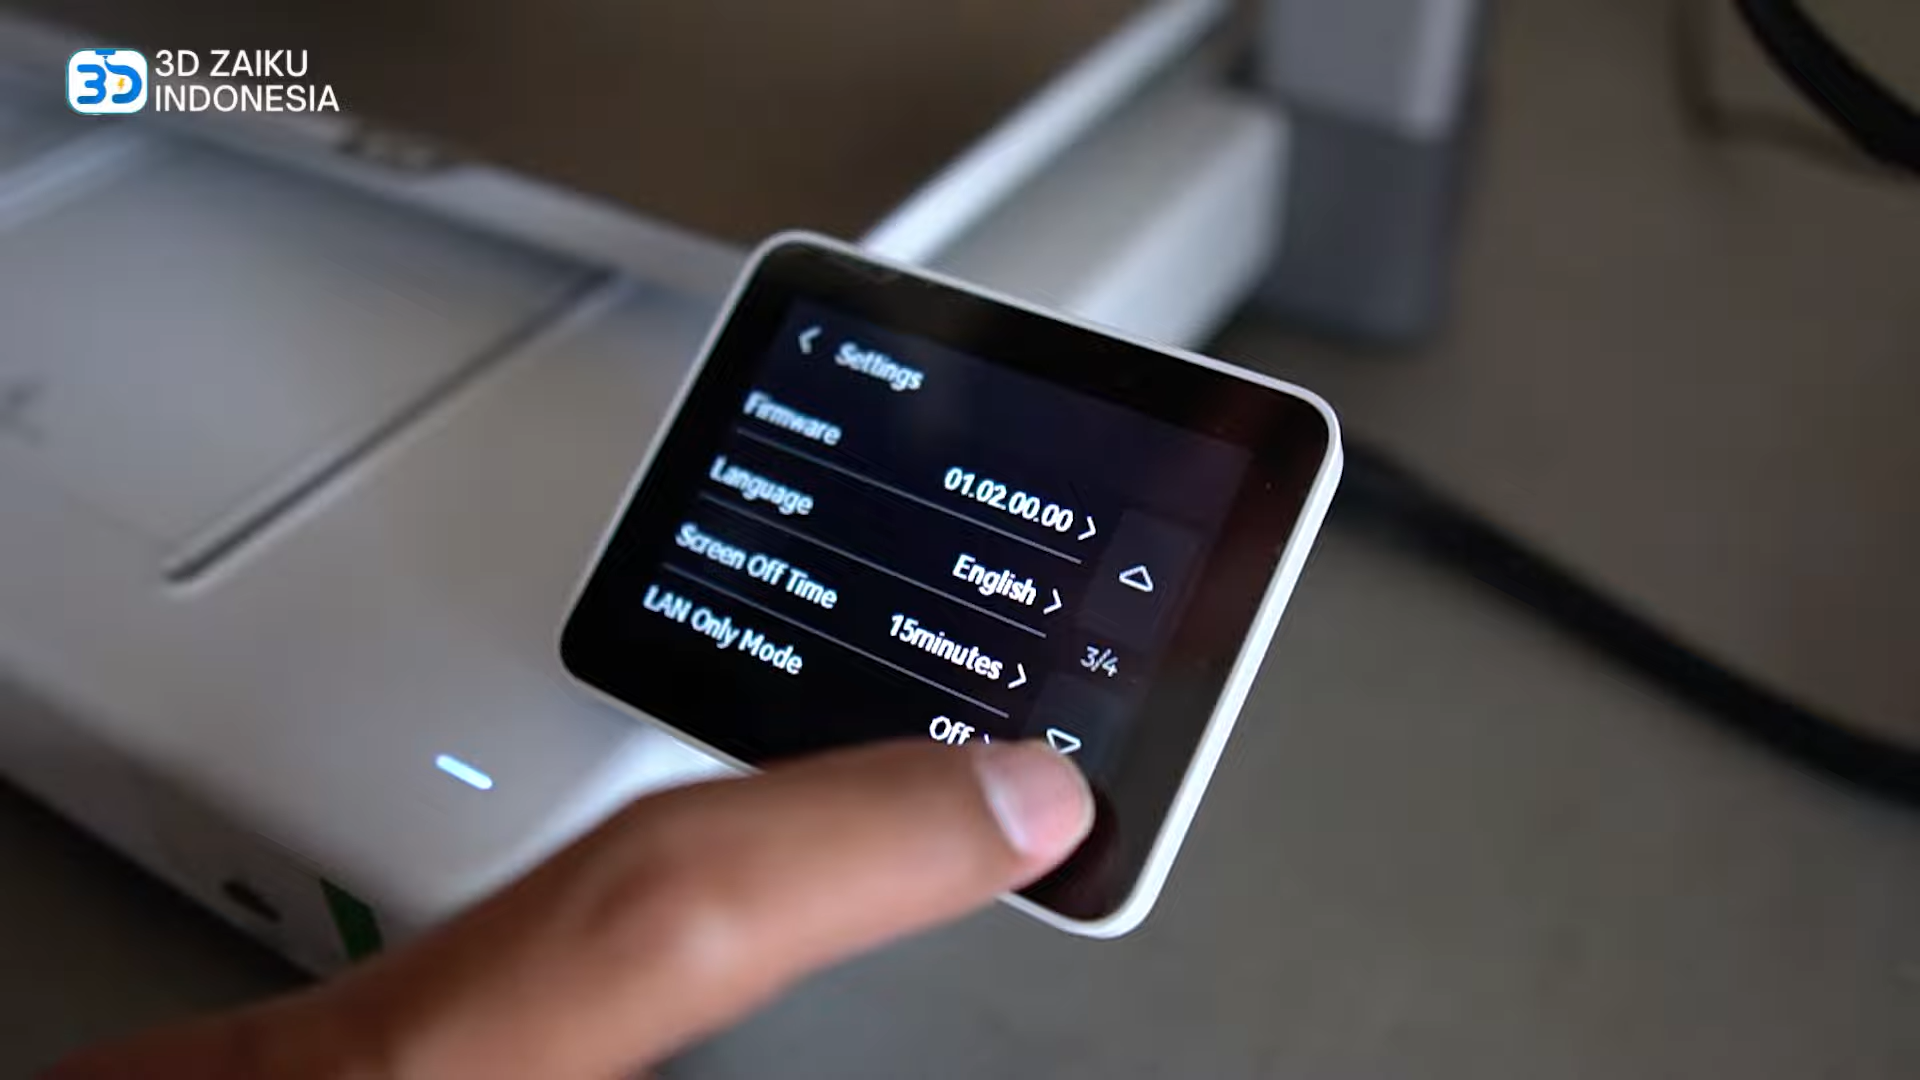 3D ZAIKU
INDONESIA
Settings
Firmware
01.02.00.00
Language
English
Screen Off Time
15minutes
LAN Only Mode
Off
3/4